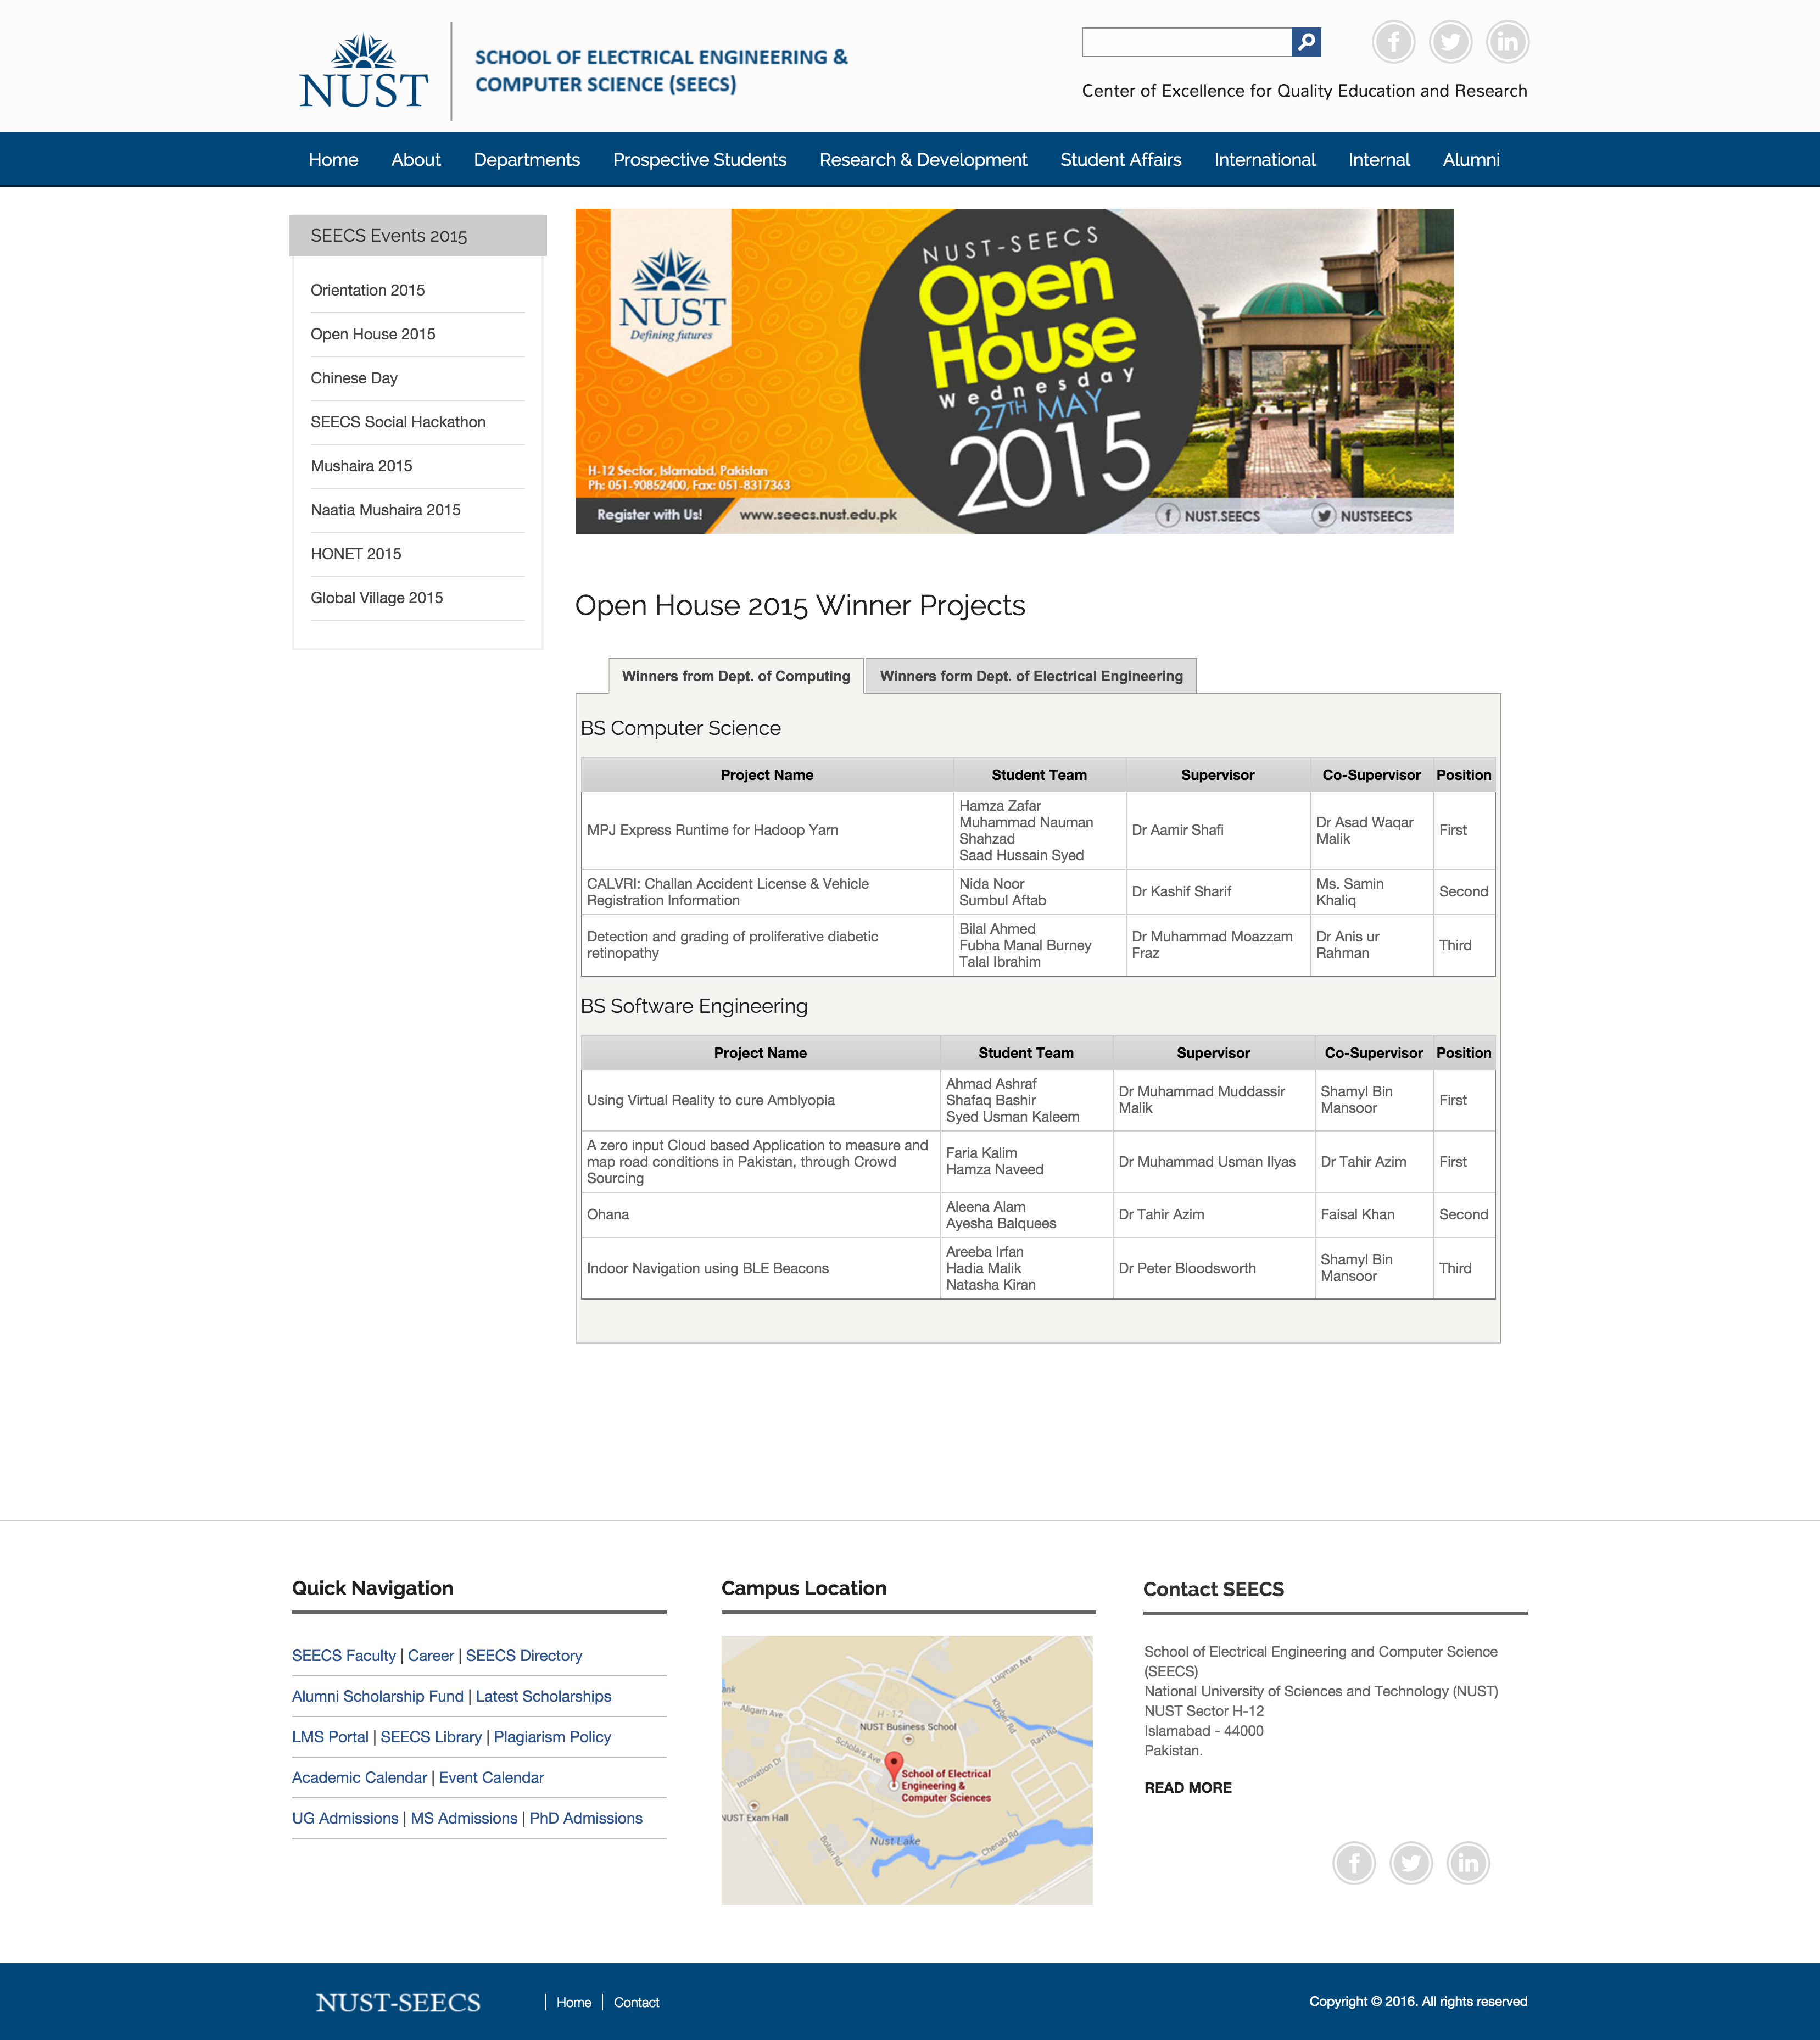 NUST
SCHOOL OF ELECTRICAL ENGINEERING &
COMPUTER SCIENCE (SEECS)
Center of Excellence for Quality Education and Research
Home About Departments Prospective Students Research & Development Student Affairs International Internal Alumni
SEECS Events 2015
Orientation 2015
Open House 2015
Chinese Day
SEECS Social Hackathon
Mushaira 2015
Naatia Mushaira 2015
HONET 2015
Global Village 2015
NUST
Defining futures
NUST-SEECS
Open
House
Wednesday
27TH MAY
2015
H-12 Sector, Islamabd, Pakistan
Ph: 051-90852400, Fax: 051-8317363
Register with Us! www.seecs.nust.edu.pk NUST.SEECS NUSTSEECS
Open House 2015 Winner Projects
Winners from Dept. of Computing Winners form Dept. of Electrical Engineering
BS Computer Science
Project Name Student Team Supervisor Co-Supervisor Position
MPJ Express Runtime for Hadoop Yarn
Hamza Zafar
Muhammad Nauman
Shahzad
Saad Hussain Syed
Dr Aamir Shafi
Dr Asad Waqar
Malik
First
CALVRI: Challan Accident License & Vehicle
Registration Information
Nida Noor
Sumbul Aftab
Dr Kashif Sharif
Ms. Samin
Khaliq
Second
Detection and grading of proliferative diabetic
retinopathy
Bilal Ahmed
Fubha Manal Burney
Talal Ibrahim
Dr Muhammad Moazzam
Fraz
Dr Anis ur
Rahman
Third
BS Software Engineering
Project Name Student Team Supervisor Co-Supervisor Position
Using Virtual Reality to cure Amblyopia
Ahmad Ashraf
Shafaq Bashir
Syed Usman Kaleem
Dr Muhammad Muddassir
Malik
Shamyl Bin
Mansoor
First
A zero input Cloud based Application to measure and
map road conditions in Pakistan, through Crowd
Sourcing
Faria Kalim
Hamza Naveed
Dr Muhammad Usman Ilyas
Dr Tahir Azim
First
Ohana
Aleena Alam
Ayesha Balquees
Dr Tahir Azim
Faisal Khan
Second
Indoor Navigation using BLE Beacons
Areeba Irfan
Hadia Malik
Natasha Kiran
Dr Peter Bloodsworth
Shamyl Bin
Mansoor
Third
Quick Navigation
SEECS Faculty | Career | SEECS Directory
Alumni Scholarship Fund | Latest Scholarships
LMS Portal | SEECS Library | Plagiarism Policy
Academic Calendar | Event Calendar
UG Admissions | MS Admissions | PhD Admissions
Campus Location
Luqman Ave
ank
ve
Aligarh Ave
H-12
NUST Business School
Khyber Rd
Ravi Rd
Scholars Ave
Innovation Dr
School of Electrical
Engineering &
Computer Sciences
NUST Exam Hall
Bolan Rd
Nust Lake
Chenab Rd
Contact SEECS
School of Electrical Engineering and Computer Science
(SEECS)
National University of Sciences and Technology (NUST)
NUST Sector H-12
Islamabad - 44000
Pakistan.
READ MORE
NUST-SEECS | Home | Contact
Copyright © 2016. All rights reserved